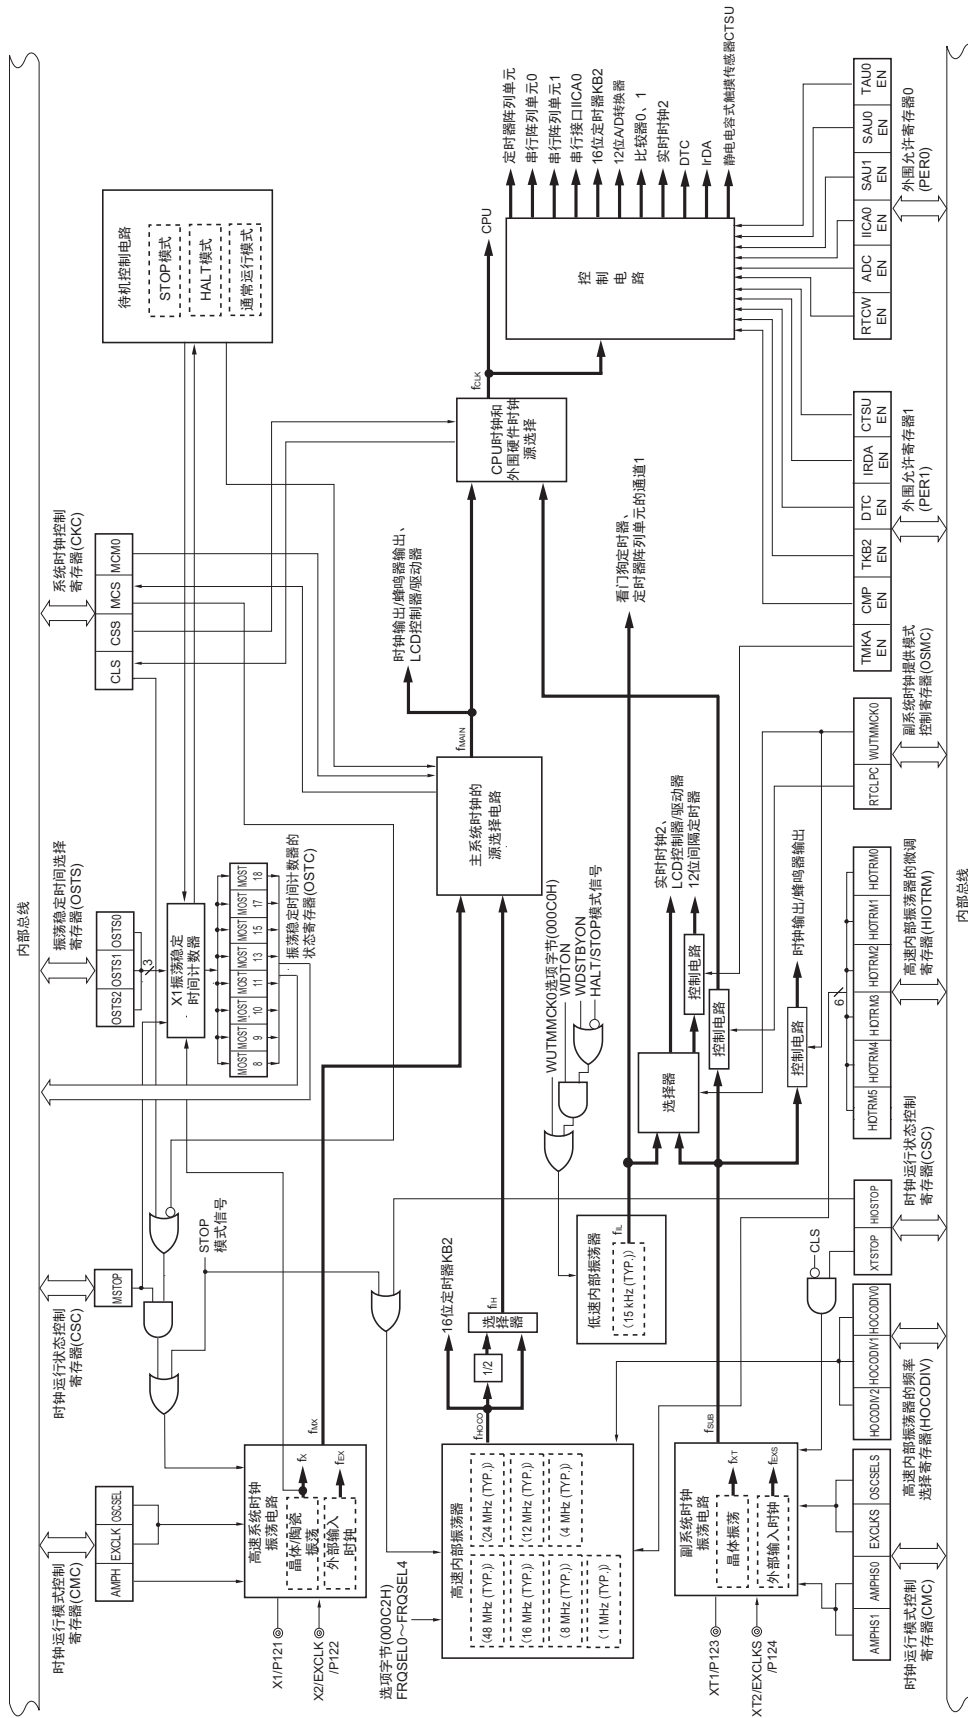 内部总线
时钟运行模式控制
寄存器(CMC)
AMPH
EXCLK
OSCSEL
时钟运行状态控制
寄存器(CSC)
MSTOP
振荡稳定时间选择
寄存器(OSTS)
OSTS2
OSTS1
OSTS0
3
系统时钟控制
寄存器(CKC)
CLS
CSS
MCS
MCM0
待机控制电路
STOP模式
HALT模式
通常运行模式
X1振荡稳定
时间计数器
MOST
8
MOST
9
MOST
10
MOST
11
MOST
13
MOST
15
MOST
17
MOST
18
振荡稳定时间计数器的
状态寄存器(OSTC)
STOP
模式信号
X1/P121
X2/EXCLK
/P122
高速系统时钟
振荡电路
晶体/陶瓷
振荡
fX
外部输入
时钟
fEX
fMX
选项字节(000C2H)
FRQSEL0~FRQSEL4
高速内部振荡器
(48 MHz (TYP.))
(24 MHz (TYP.))
(16 MHz (TYP.))
(12 MHz (TYP.))
(8 MHz (TYP.))
(4 MHz (TYP.))
(1 MHz (TYP.))
fHOCO
16位定时器KB2
1/2
选择器
fIH
主系统时钟的
源选择电路
fMAIN
时钟输出/蜂鸣器输出、
LCD控制器/驱动器
CPU时钟和
外围硬件时钟
源选择
fCLK
CPU
控制电路
定时器阵列单元
串行阵列单元0
串行阵列单元1
串行接口IICA0
16位定时器KB2
12位A/D转换器
比较器0、1
实时时钟2
DTC
IrDA
静电电容式触摸传感器CTSU
WUTMMCK0选项字节(000C0H)
WDTON
WDSTBYON
HALT/STOP模式信号
低速内部振荡器
(15 kHz (TYP.))
fIL
看门狗定时器、
定时器阵列单元的通道1
选择器
实时时钟2、
LCD控制器/驱动器
12位间隔定时器
控制电路
控制电路
控制电路
时钟输出/蜂鸣器输出
XT1/P123
XT2/EXCLKS
/P124
副系统时钟
振荡电路
晶体振荡
fXT
外部输入时钟
fEXS
fSUB
CLS
6
AMPHS1
AMPHS0
EXCLKS
OSCSELS
时钟运行模式控制
寄存器(CMC)
HOCODIV2
HOCODIV1
HOCODIV0
高速内部振荡器的频率
选择寄存器(HOCODIV)
XTSTOP
HIOSTOP
时钟运行状态控制
寄存器(CSC)
HIOTRM5
HIOTRM4
HIOTRM3
HIOTRM2
HIOTRM1
HIOTRM0
高速内部振荡器的微调
寄存器(HIOTRM)
RTCLPC
WUTMMCK0
副系统时钟提供模式
控制寄存器(OSMC)
TMKA
EN
CMP
EN
TKB2
EN
DTC
EN
IRDA
EN
CTSU
EN
外围允许寄存器1
(PER1)
RTCW
EN
ADC
EN
IICA0
EN
SAU1
EN
SAU0
EN
TAU0
EN
外围允许寄存器0
(PER0)
内部总线